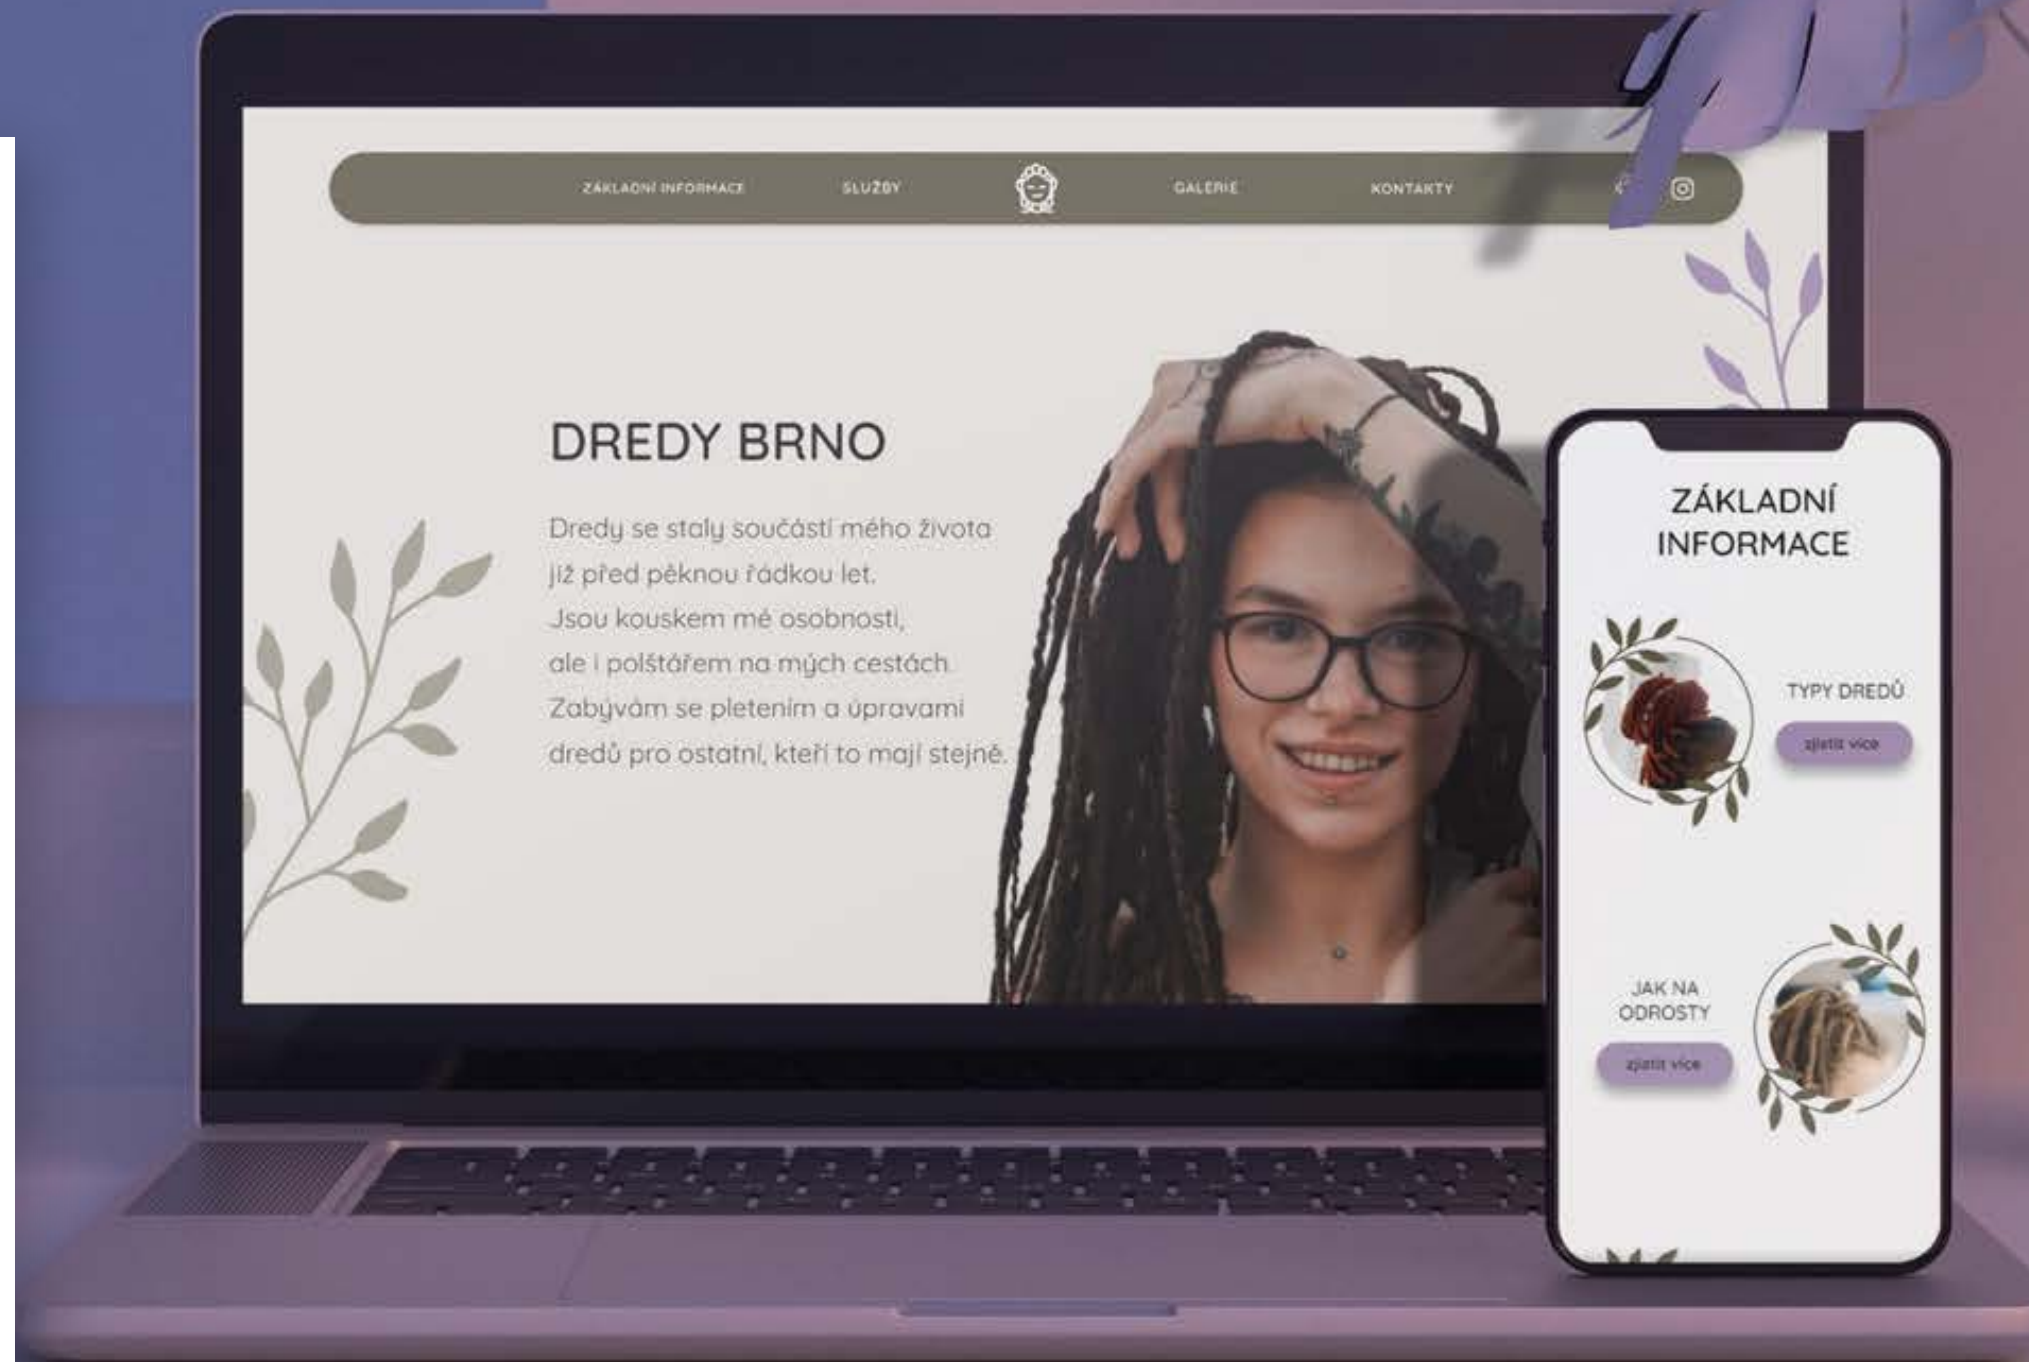 ZÁKLADNÍ INFORMACE
SLUŽBY
GALERIE
KONTAKTY
DREDY BRNO
Dredy se staly součástí mého života
již před pěknou řádkou let.
Jsou kouskem mé osobnosti,
ale i polštářem na mých cestách.
Zabývám se pletením a úpravami
dredů pro ostatní, kteří to mají stejně.
ZÁKLADNÍ
INFORMACE
TYPY DREDŮ
zjistit více
JAK NA
ODROSTY
zjistit více